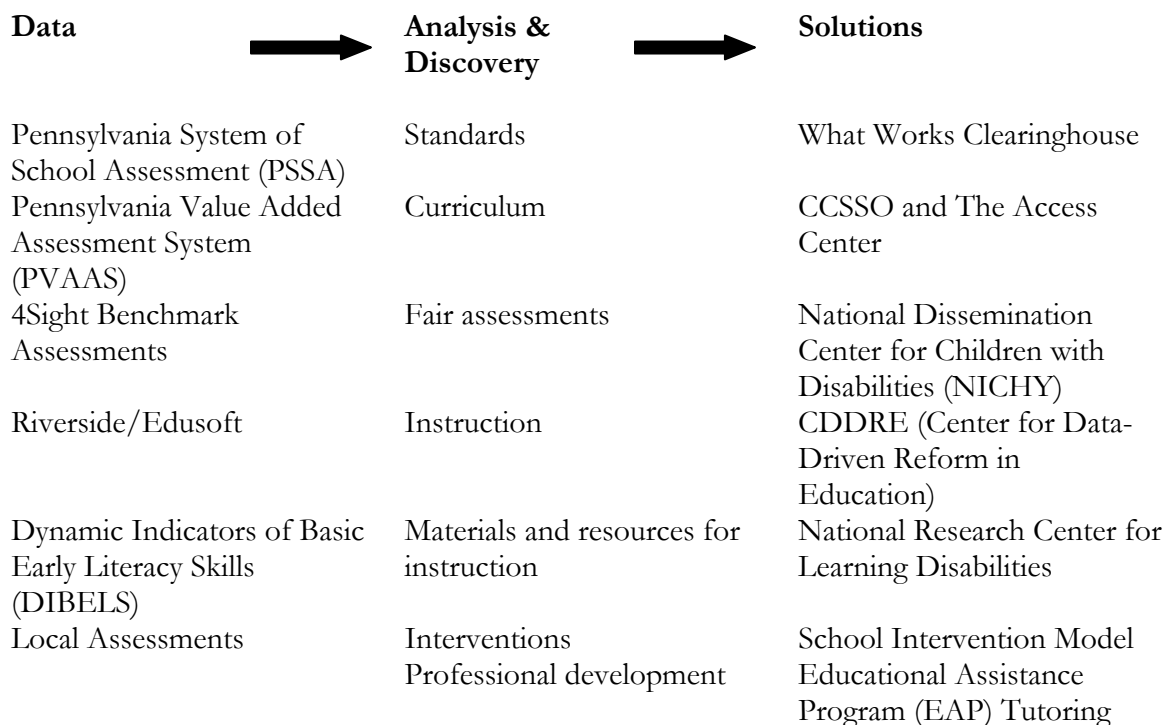 Data
Analysis &
Discovery
Solutions
Pennsylvania System of
School Assessment (PSSA)
Standards
What Works Clearinghouse
Pennsylvania Value Added
Assessment System
(PVAAS)
Curriculum
CCSSO and The Access
Center
4Sight Benchmark
Assessments
Fair assessments
National Dissemination
Center for Children with
Disabilities (NICHY)
Riverside/Edusoft
Instruction
CDDRE (Center for Data-
Driven Reform in
Education)
Dynamic Indicators of Basic
Early Literacy Skills
(DIBELS)
Materials and resources for
instruction
National Research Center for
Learning Disabilities
Local Assessments
Interventions
Professional development
School Intervention Model
Educational Assistance
Program (EAP) Tutoring